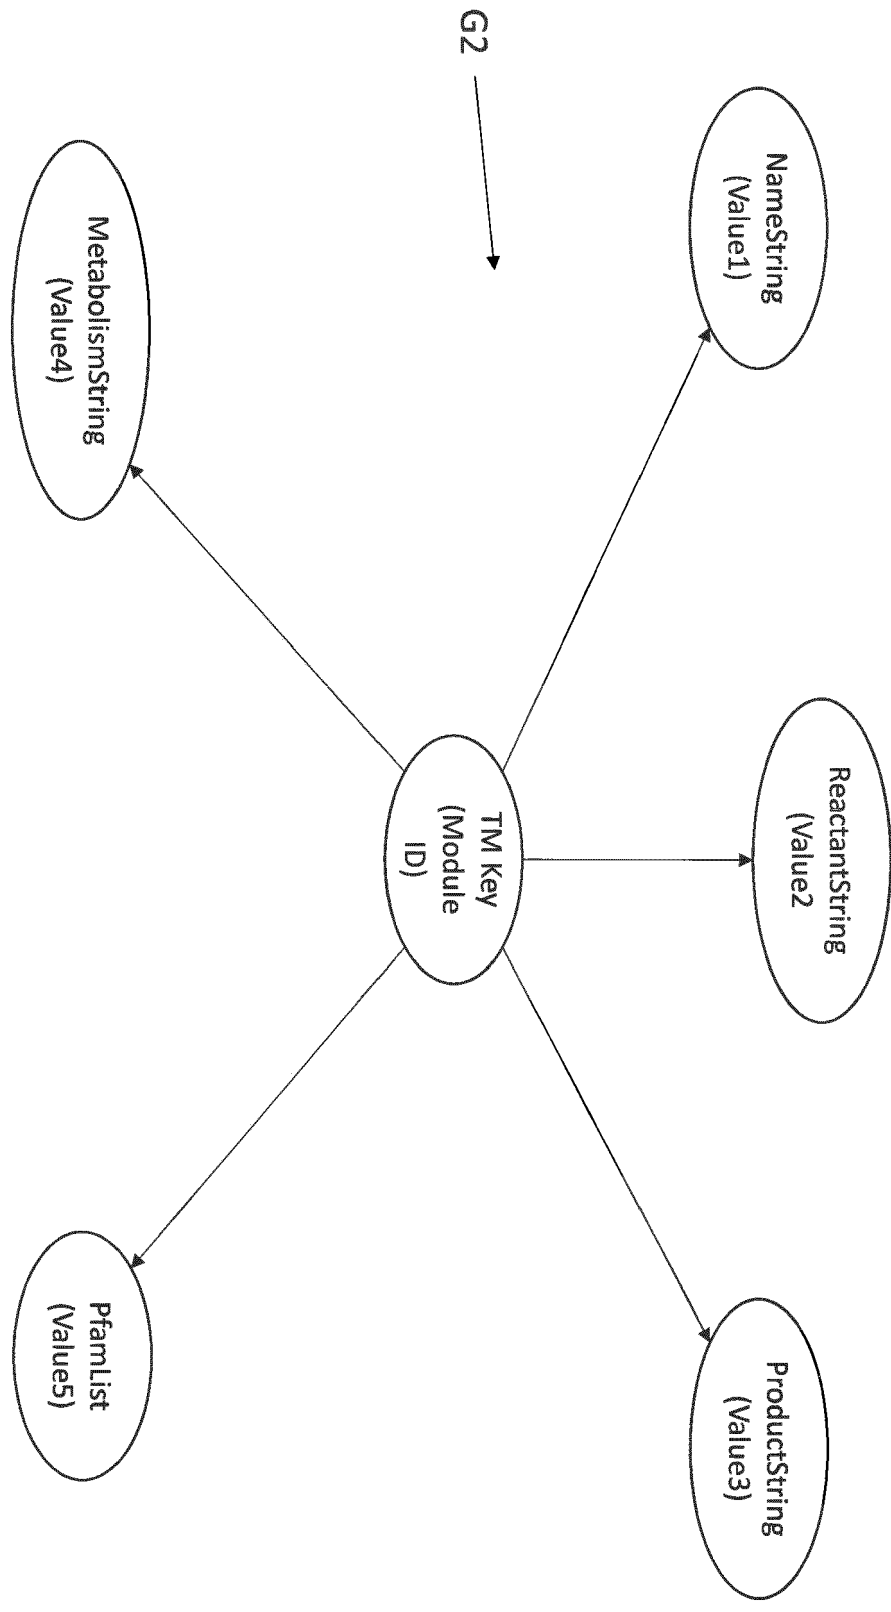 G2
NameString
(Value1)
ReactantString
(Value2
ProductString
(Value3)
TM Key
(Module
ID)
MetabolismString
(Value4)
PfamList
(Value5)